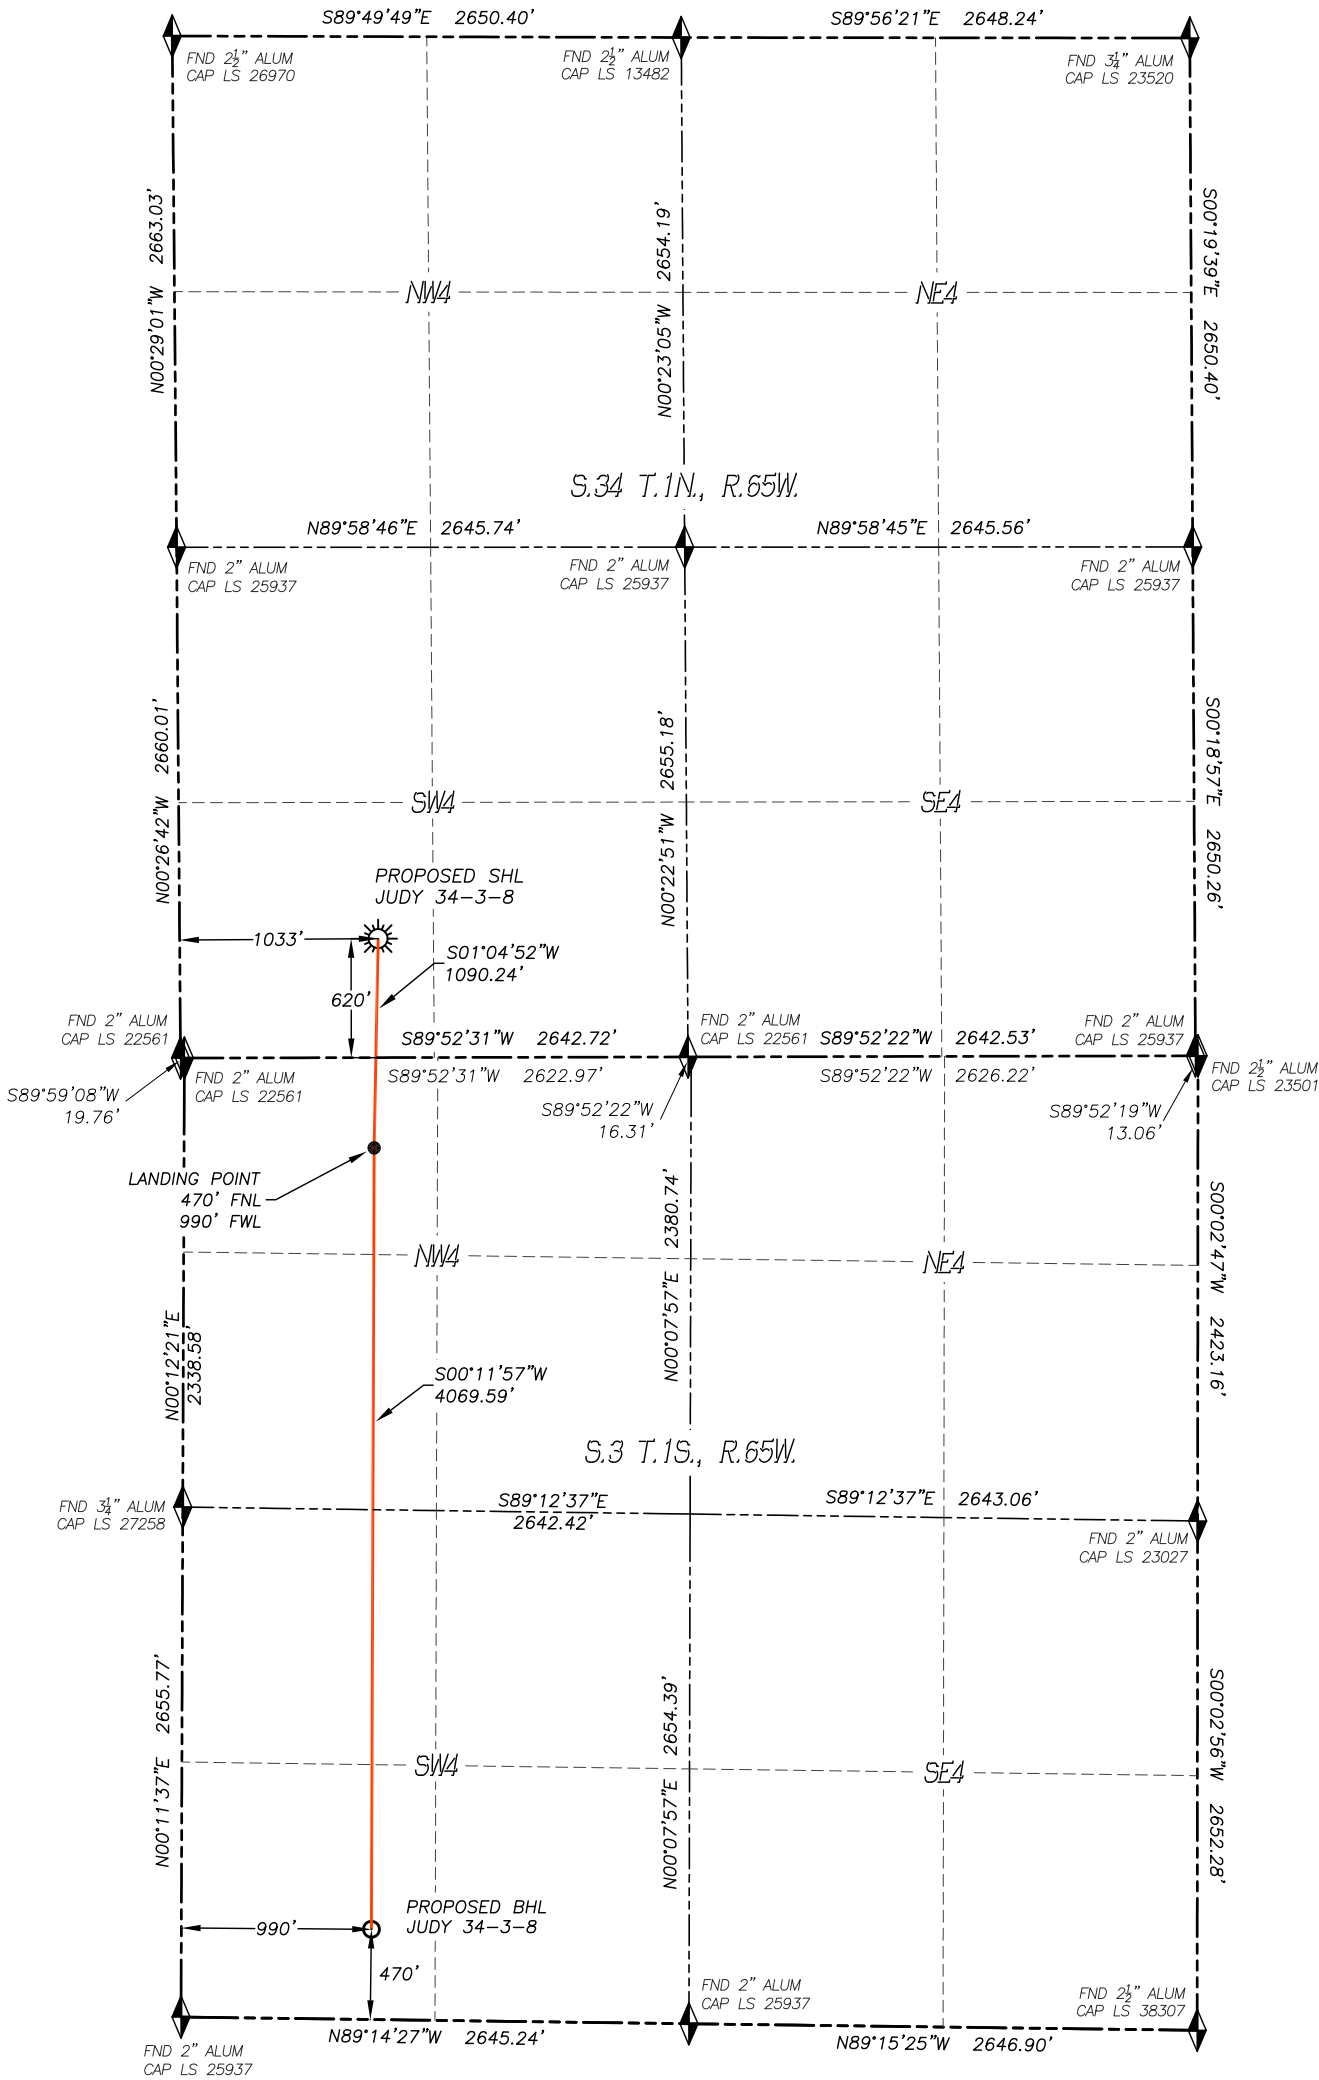 S89°49'49"E 2650.40'
S89°56'21"E 2648.24'
FND 2½" ALUM
CAP LS 26970
FND 2½" ALUM
CAP LS 13482
FND 3¼" ALUM
CAP LS 23520
N00°29'01"W 2663.03'
N00°23'05"W 2654.19'
S00°19'39"E 2650.40'
NW4
NE4
S.34 T.1N., R.65W.
N89°58'46"E 2645.74'
N89°58'45"E 2645.56'
FND 2" ALUM
CAP LS 25937
FND 2" ALUM
CAP LS 25937
FND 2" ALUM
CAP LS 25937
N00°26'42"W 2660.01'
N00°22'51"W 2655.18'
S00°18'57"E 2650.26'
SW4
SE4
PROPOSED SHL
JUDY 34-3-8
1033'
S01°04'52"W
1090.24'
620'
FND 2" ALUM
CAP LS 22561
S89°52'31"W 2642.72'
FND 2" ALUM
CAP LS 22561
S89°52'22"W 2642.53'
FND 2" ALUM
CAP LS 25937
S89°59'08"W
19.76'
FND 2" ALUM
CAP LS 22561
S89°52'31"W 2622.97'
S89°52'22"W
16.31'
S89°52'22"W 2626.22'
FND 2½" ALUM
CAP LS 23501
S89°52'19"W
13.06'
LANDING POINT
470' FNL
990' FWL
NW4
NE4
N00°12'21"E
2338.58'
N00°07'57"E 2380.74'
S00°02'47"W 2423.16'
S00°11'57"W
4069.59'
S.3 T.1S., R.65W.
FND 3¼" ALUM
CAP LS 27258
S89°12'37"E
2642.42'
S89°12'37"E 2643.06'
FND 2" ALUM
CAP LS 23027
N00°11'37"E 2655.77'
N00°07'57"E 2654.39'
S00°02'56"W 2652.28'
SW4
SE4
PROPOSED BHL
JUDY 34-3-8
990'
470'
FND 2" ALUM
CAP LS 25937
FND 2½" ALUM
CAP LS 38307
N89°14'27"W 2645.24'
N89°15'25"W 2646.90'
FND 2" ALUM
CAP LS 25937